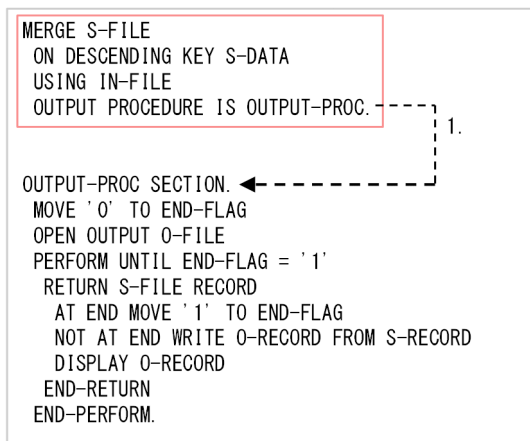 MERGE S-FILE
ON DESCENDING KEY S-DATA
USING IN-FILE
OUTPUT PROCEDURE IS OUTPUT-PROC.
1.
OUTPUT-PROC SECTION.
MOVE '0' TO END-FLAG
OPEN OUTPUT O-FILE
PERFORM UNTIL END-FLAG = '1'
RETURN S-FILE RECORD
AT END MOVE '1' TO END-FLAG
NOT AT END WRITE O-RECORD FROM S-RECORD
DISPLAY O-RECORD
END-RETURN
END-PERFORM.